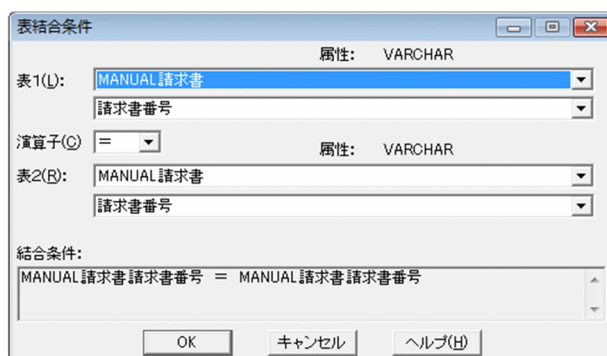 表結合条件
属性: VARCHAR
表1(L): MANUAL請求書
請求書番号
演算子(C) =
属性: VARCHAR
表2(R): MANUAL請求書
請求書番号
結合条件:
MANUAL請求書請求書番号 = MANUAL請求書請求書番号
OK キャンセル ヘルプ(H)